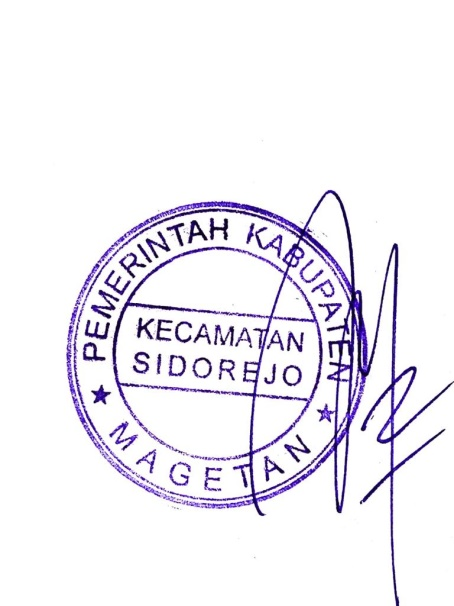 PEMERINTAH KABUPATEN
KECAMATAN
SIDOREJO
★ MAGETAN ★